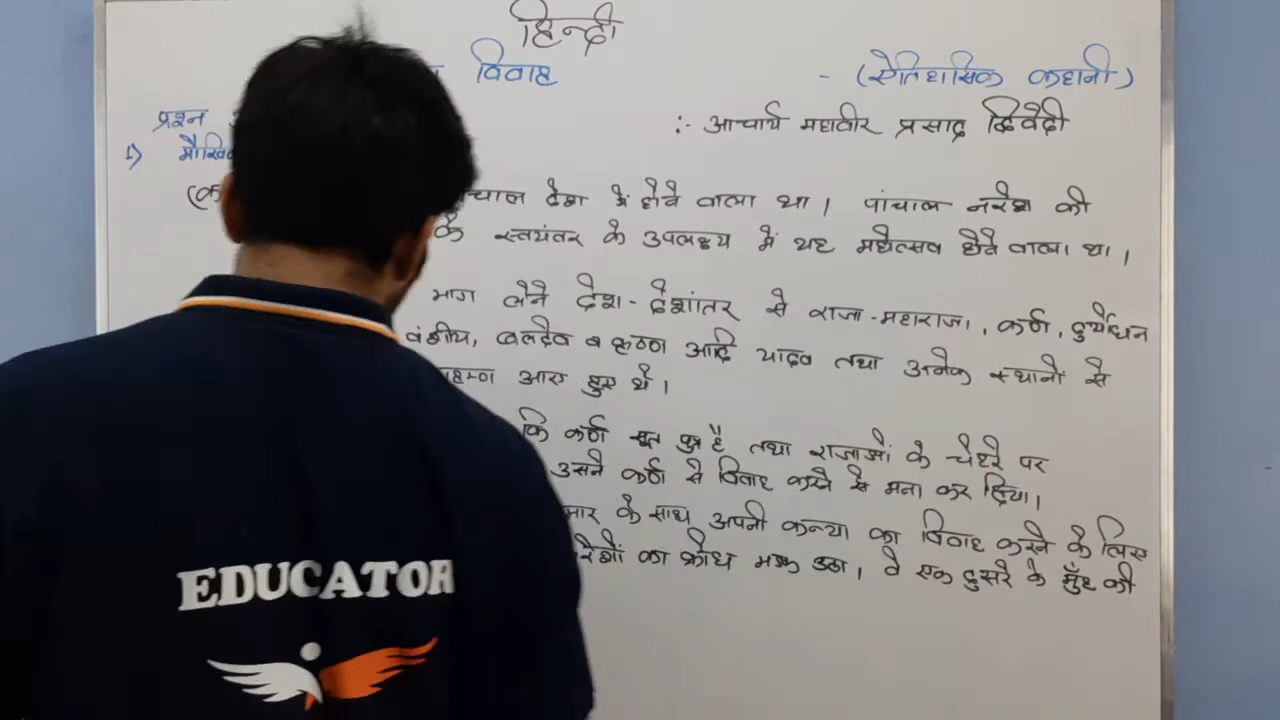 हिन्दी
विवाह - (ऐतिहासिक कहानी)
:- आचार्य महावीर प्रसाद द्विवेदी
प्रश्न
1) मौखि
(क चाल देश में होने वाला था। पांचाल नरेश की
के स्वयंवर के उपलक्ष्य में यह महोत्सव होने वाला था।
भाग लेने देश-देशांतर से राजा-महाराजा, कर्ण, दुर्योधन
वंशीय, बलदेव व कृष्ण आदि यादव तथा अनेक स्थानों से
आए हुए थे।
कि कर्ण सूत पुत्र है तथा राजाओं के चेहरे पर
उसने कर्ण से विवाह करने से मना कर दिया।
मार के साथ अपनी कन्या का विवाह करने के लिए
रेशों का क्रोध भड़क उठा। वे एक दुसरे के मुँह की
EDUCATOR